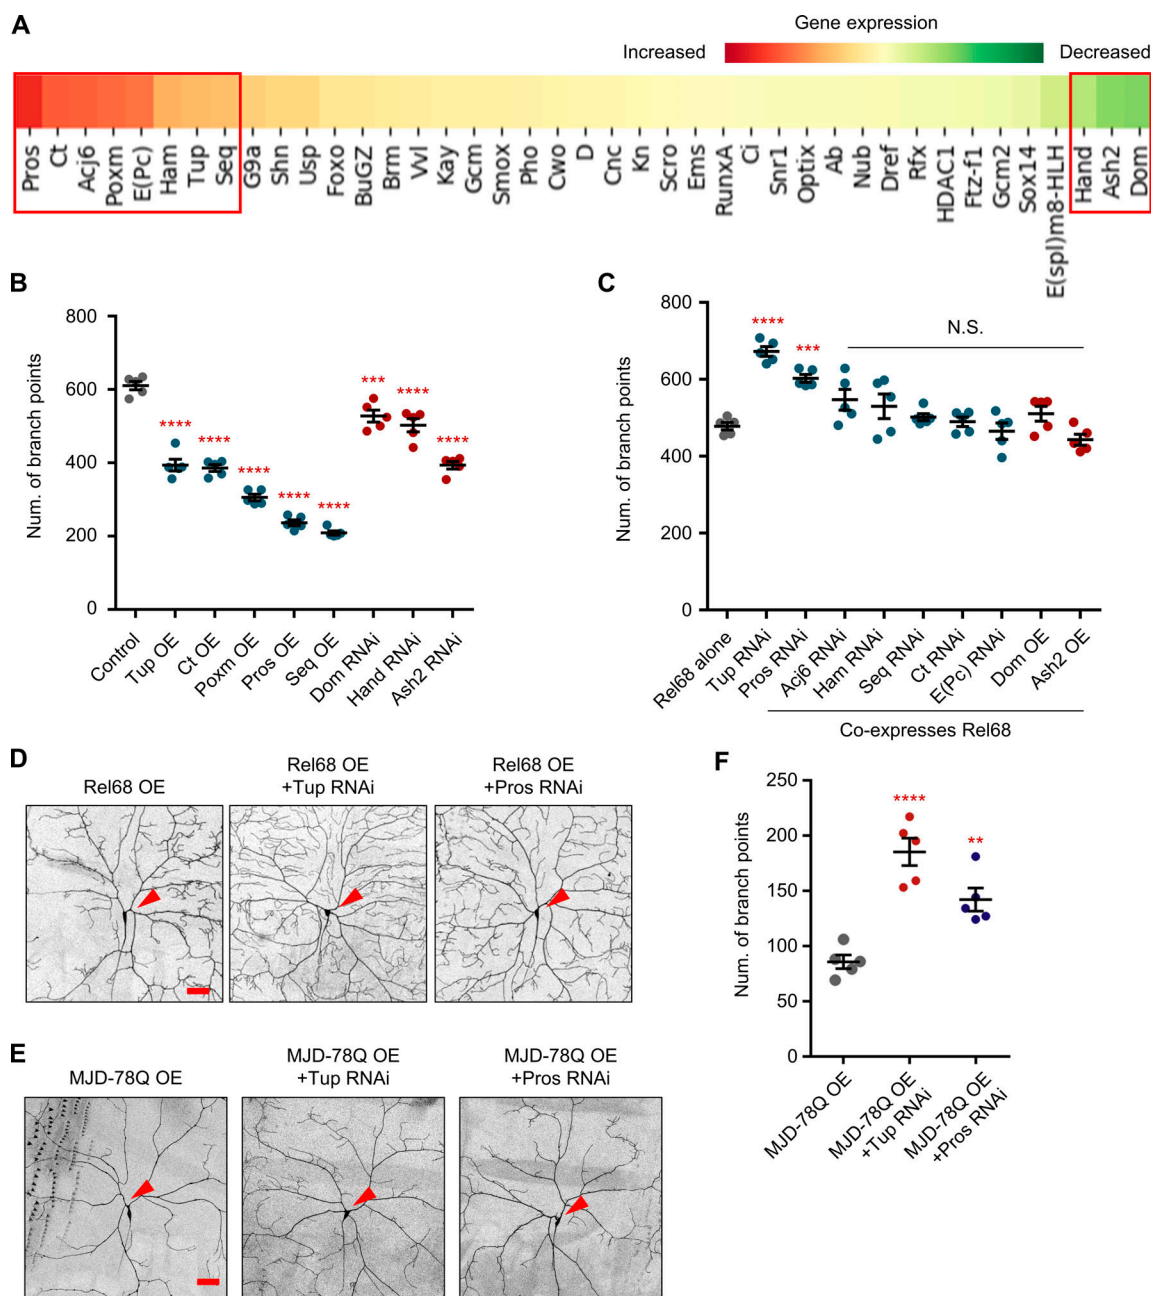 A
Gene expression
Increased
Decreased
Pros
Ct
Acj6
Poxm
E(Pc)
Ham
Tup
Seq
G9a
Shn
Usp
Foxo
BuGZ
Brm
Vvl
Kay
Gcm
Smox
Pho
Cwo
D
Cnc
Kn
Scro
Ems
RunxA
Ci
Snr1
Optix
Ab
Nub
Dref
Rfx
HDAC1
Ftz-f1
Gcm2
Sox14
E(spl)m8-HLH
Hand
Ash2
Dom
B
Num. of branch points
800
600
400
200
0
****
****
****
****
****
***
****
****
Control
Tup OE
Ct OE
Poxm OE
Pros OE
Seq OE
Dom RNAi
Hand RNAi
Ash2 RNAi
C
Num. of branch points
800
600
400
200
0
****
***
N.S.
Rel68 alone
Tup RNAi
Pros RNAi
Acj6 RNAi
Ham RNAi
Seq RNAi
Ct RNAi
E(Pc) RNAi
Dom OE
Ash2 OE
Co-expresses Rel68
D
Rel68 OE
Rel68 OE
+Tup RNAi
Rel68 OE
+Pros RNAi
E
MJD-78Q OE
MJD-78Q OE
+Tup RNAi
MJD-78Q OE
+Pros RNAi
F
Num. of branch points
250
200
150
100
50
0
****
**
MJD-78Q OE
MJD-78Q OE
+Tup RNAi
MJD-78Q OE
+Pros RNAi